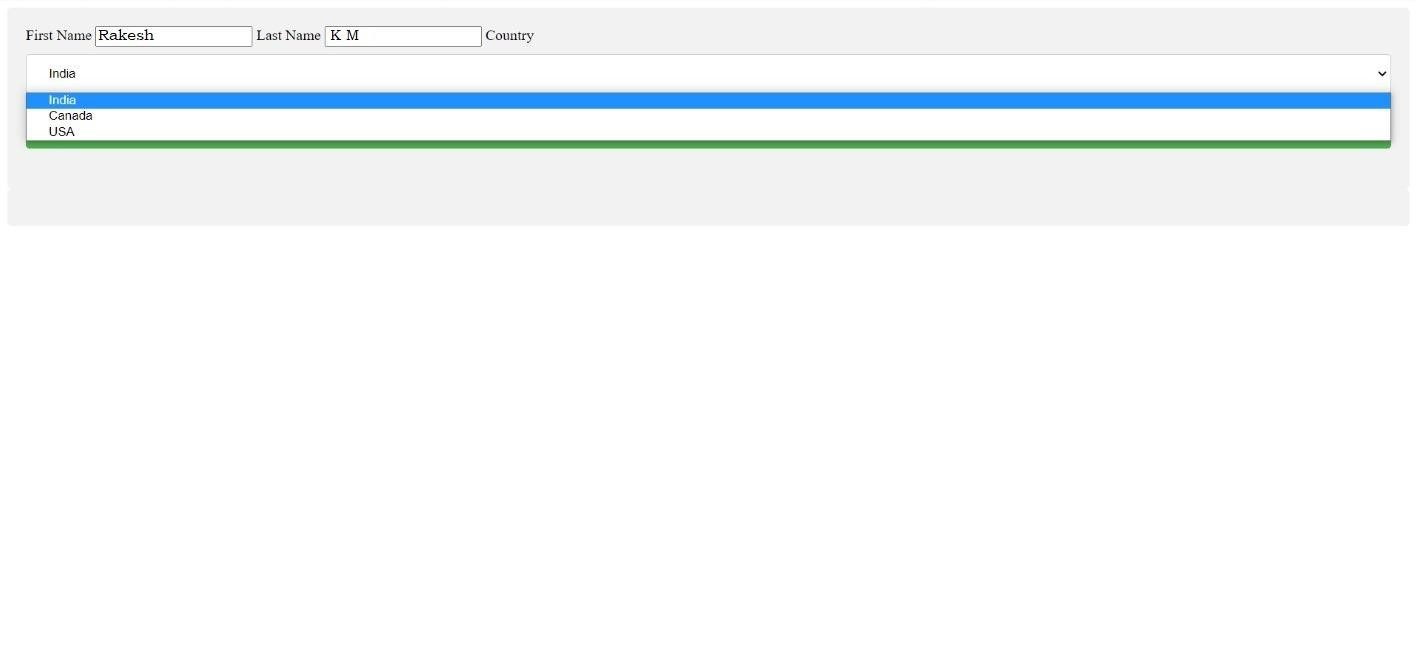 First Name Rakesh Last Name K M Country
India
India
Canada
USA